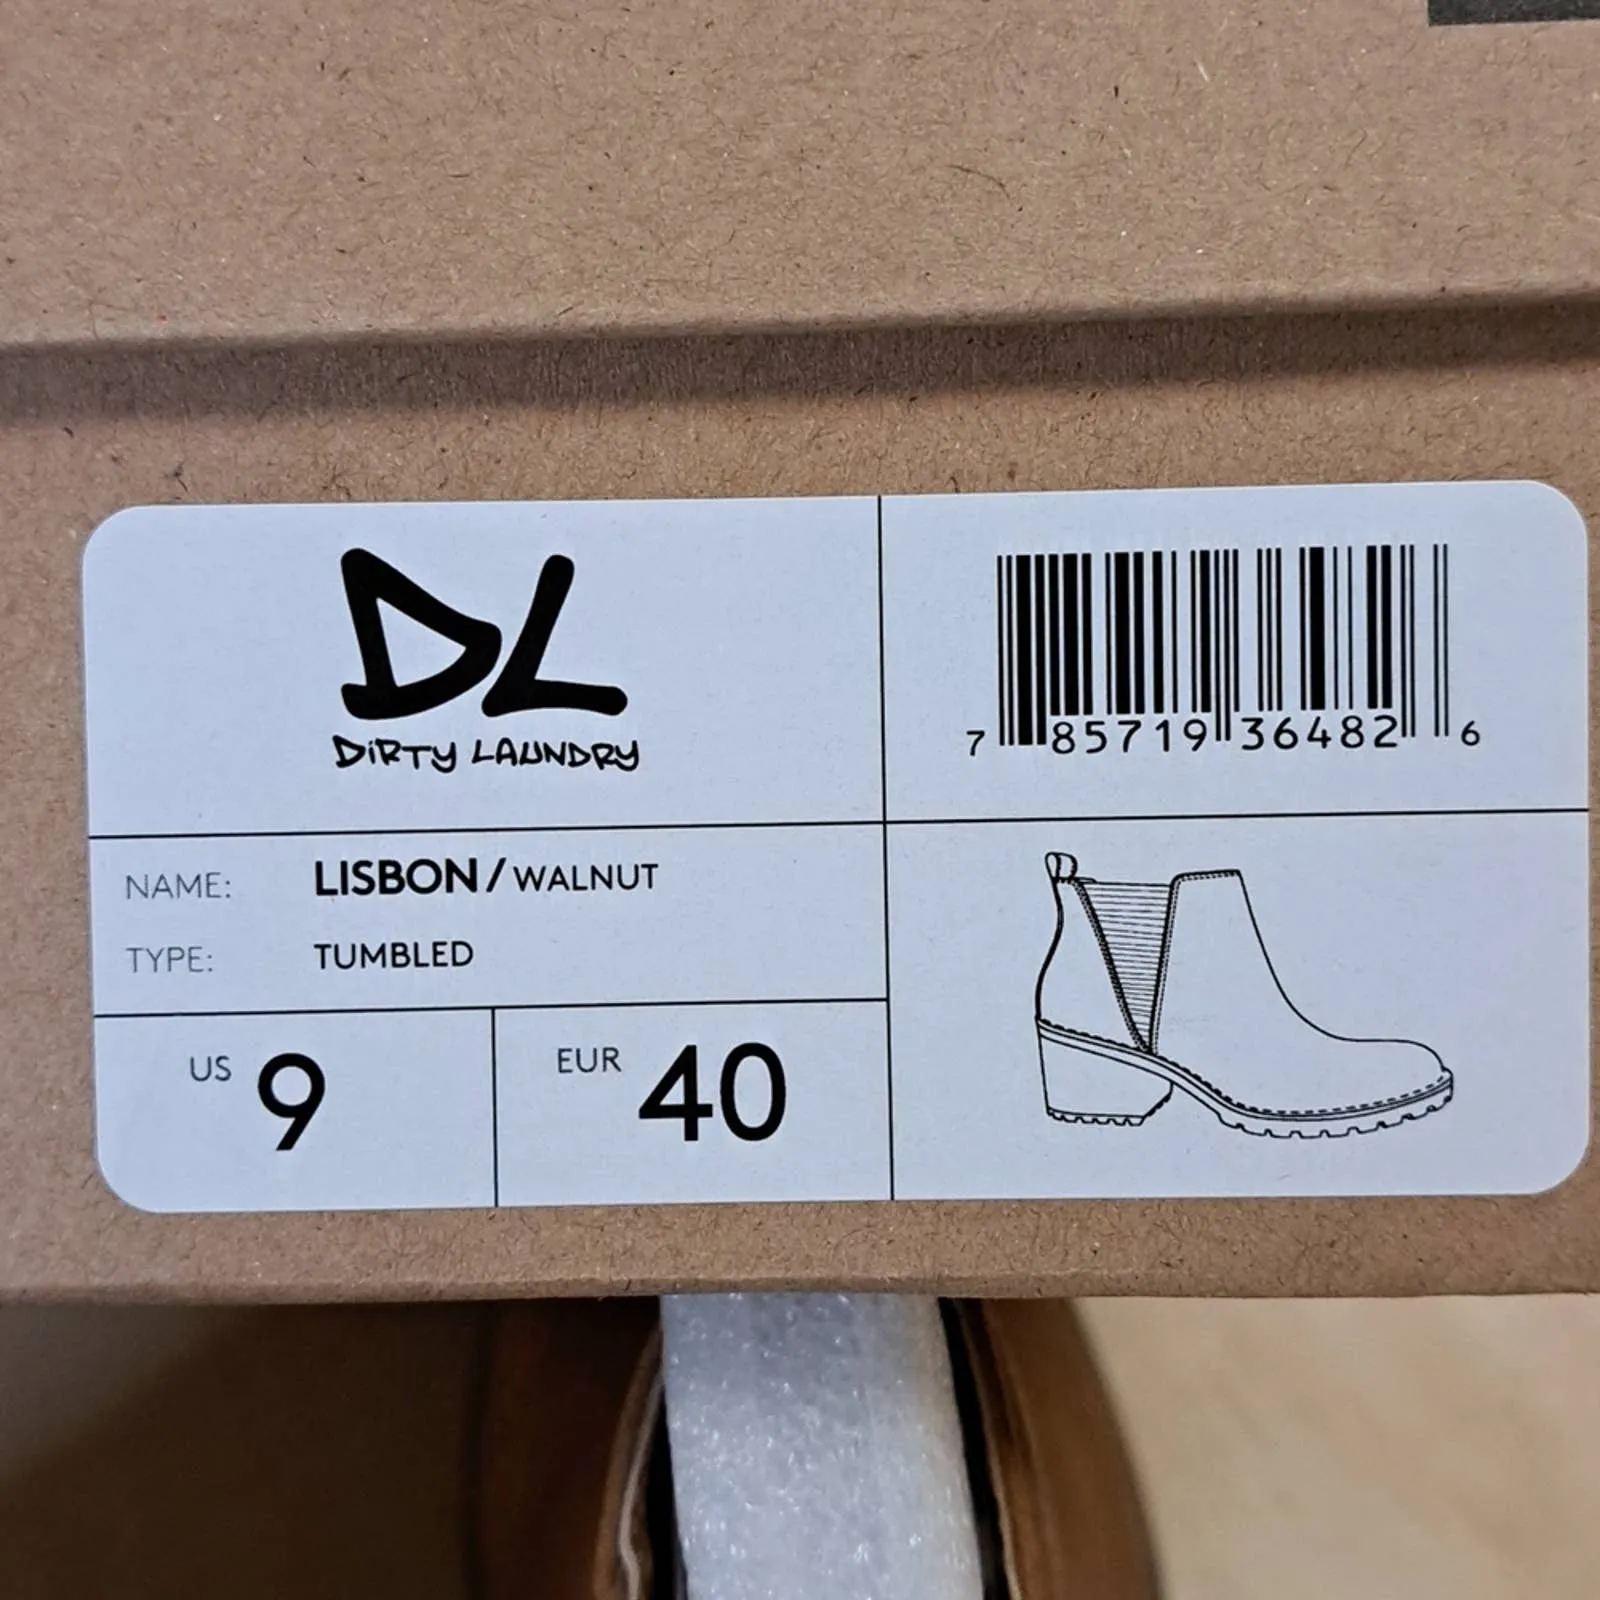 DL
DiRTY LAUNDRY
7 85719 36482 6
NAME: LISBON/WALNUT
TYPE: TUMBLED
US 9
EUR 40